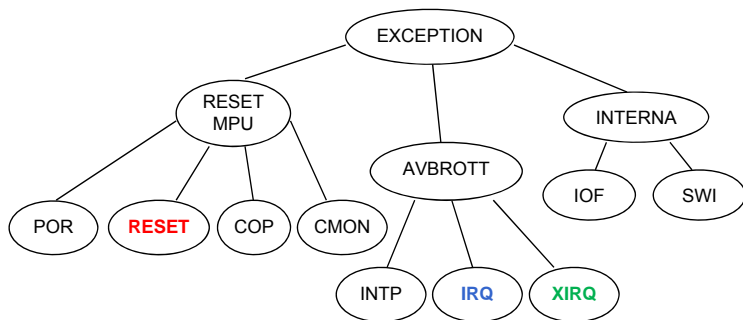 EXCEPTION
RESET
MPU
INTERNA
AVBROTT
IOF
SWI
POR
RESET
COP
CMON
INTP
IRQ
XIRQ